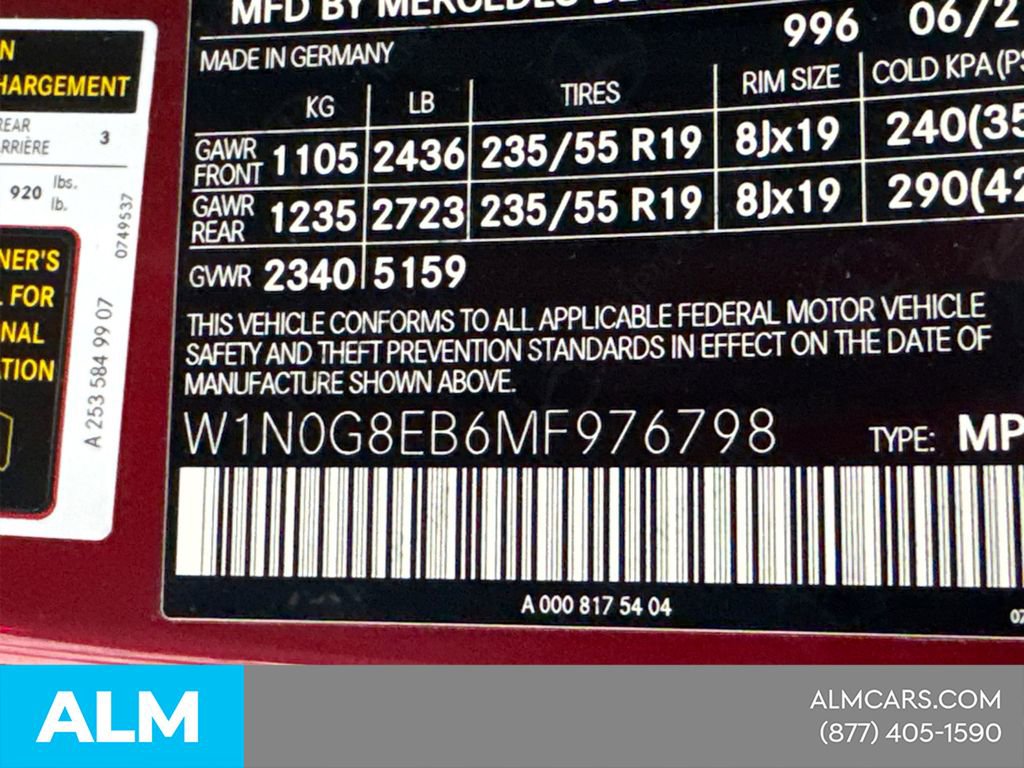 MFD BY MERCEDES
996 06/2
MADE IN GERMANY
KG LB TIRES RIM SIZE COLD KPA (PS
GAWR FRONT 1105 2436 235/55 R19 8Jx19 240(35
GAWR REAR 1235 2723 235/55 R19 8Jx19 290(42
GVWR 2340 5159
THIS VEHICLE CONFORMS TO ALL APPLICABLE FEDERAL MOTOR VEHICLE
SAFETY AND THEFT PREVENTION STANDARDS IN EFFECT ON THE DATE OF
MANUFACTURE SHOWN ABOVE.
W1N0G8EB6MF976798 TYPE: MP
A 000 817 54 04
07
N
HARGEMENT
REAR
ARRIÈRE 3
920 lbs.
lb.
0749537
NER'S
L FOR
NAL
TION
A 253 584 99 07
ALM
ALMCARS.COM
(877) 405-1590